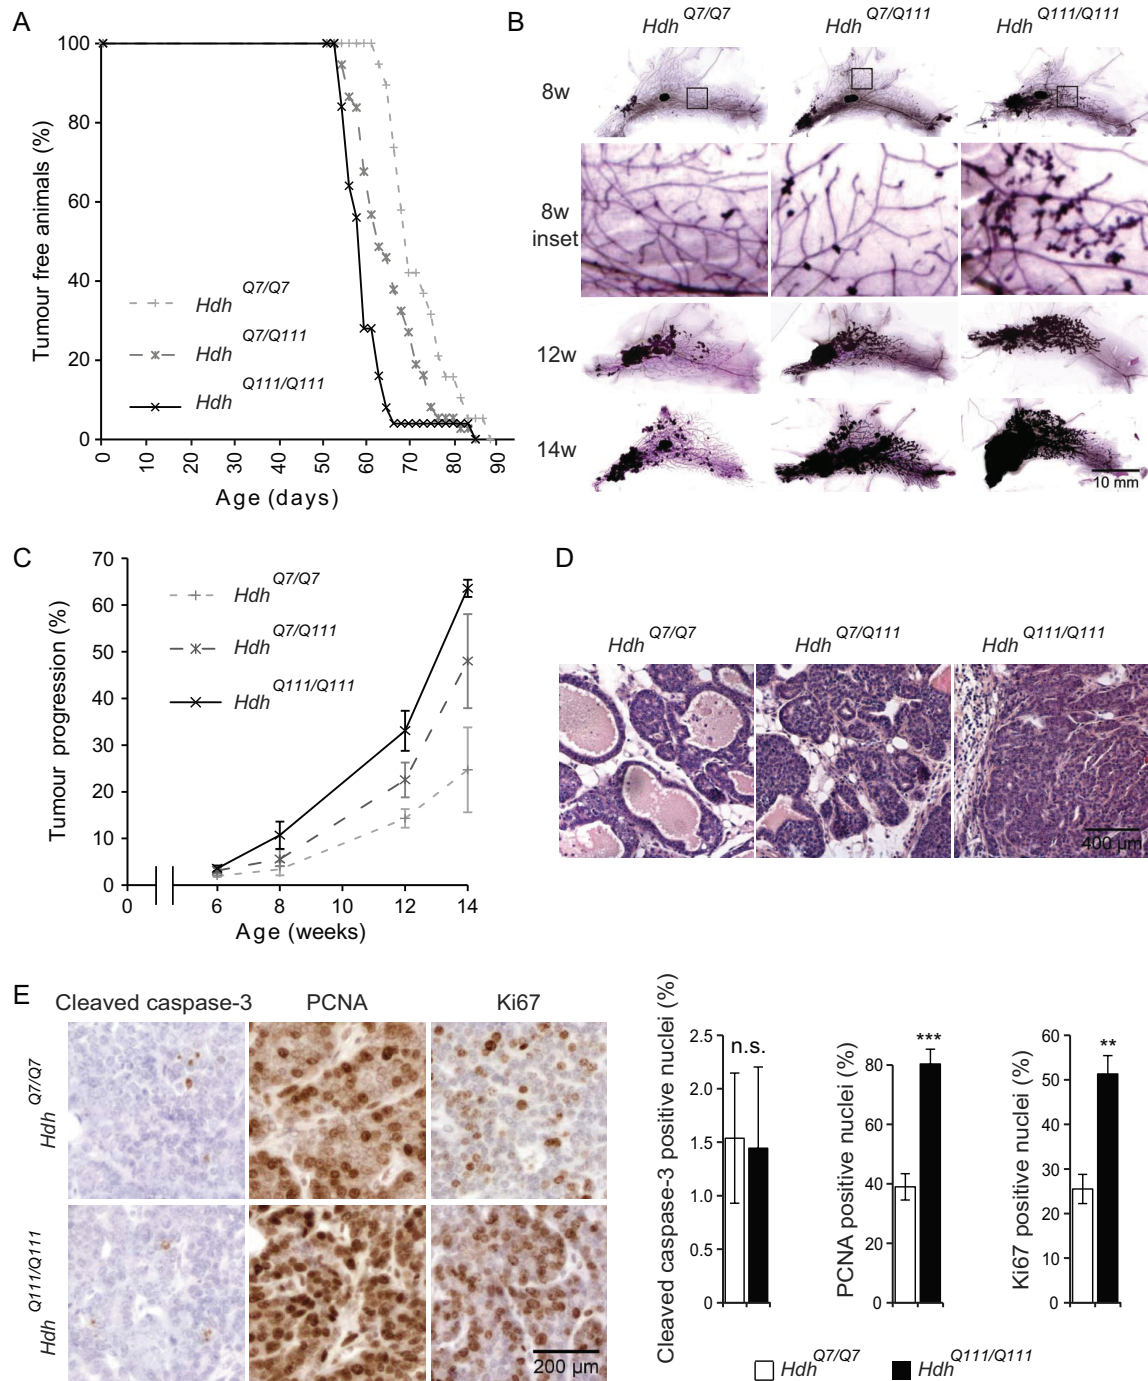 A
100
80
60
40
20
0
Tumour free animals (%)
Hdh Q7/Q7
Hdh Q7/Q111
Hdh Q111/Q111
0 10 20 30 40 50 60 70 80 90
Age (days)
B
Hdh Q7/Q7 Hdh Q7/Q111 Hdh Q111/Q111
8w
8w
inset
12w
14w
10 mm
C
70
60
50
40
30
20
10
0
Tumour progression (%)
Hdh Q7/Q7
Hdh Q7/Q111
Hdh Q111/Q111
0 6 8 10 12 14
Age (weeks)
D
Hdh Q7/Q7 Hdh Q7/Q111 Hdh Q111/Q111
400 µm
E
Cleaved caspase-3 PCNA Ki67
Hdh Q7/Q7
Hdh Q111/Q111
200 µm
Cleaved caspase-3 positive nuclei (%)
2.5
2.0
1.5
1.0
0.5
0
n.s.
PCNA positive nuclei (%)
80
60
40
20
0
***
Ki67 positive nuclei (%)
60
50
40
30
20
10
0
**
Hdh Q7/Q7 Hdh Q111/Q111